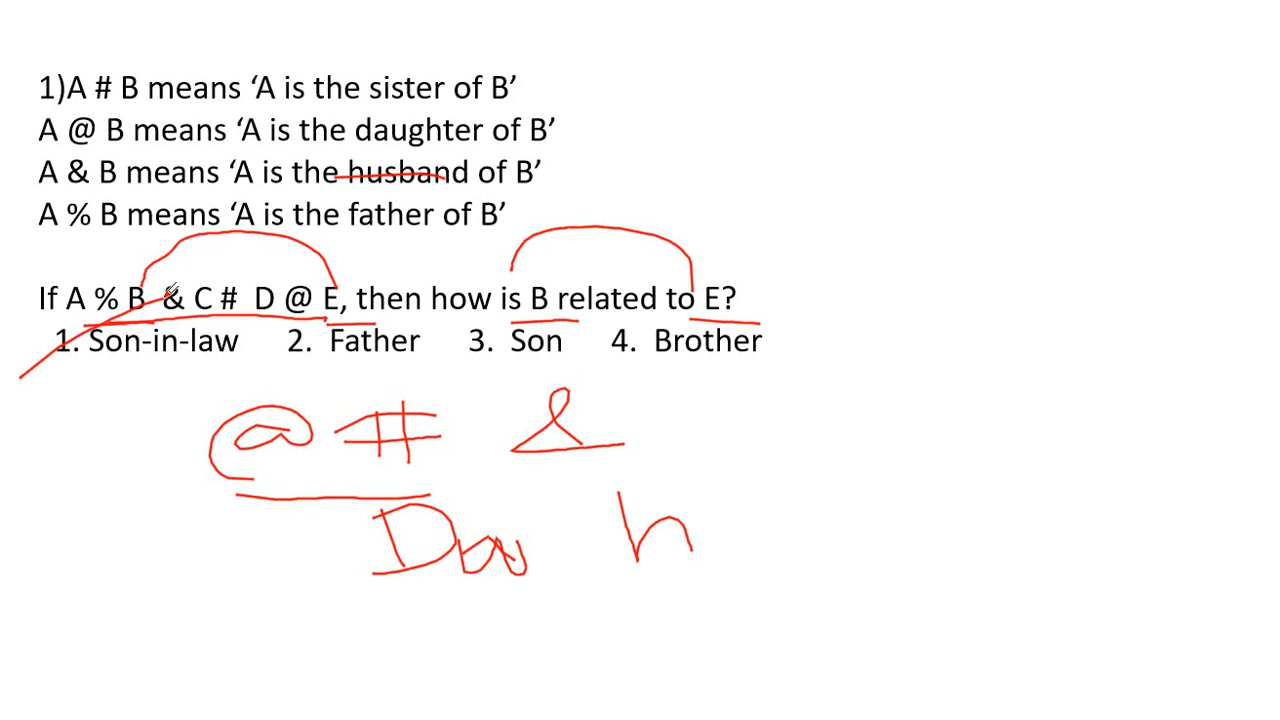 1)A # B means ‘A is the sister of B’
A @ B means ‘A is the daughter of B’
A & B means ‘A is the husband of B’
A % B means ‘A is the father of B’
If A % B & C # D @ E, then how is B related to E?
1. Son-in-law 2. Father 3. Son 4. Brother
@ # &
h